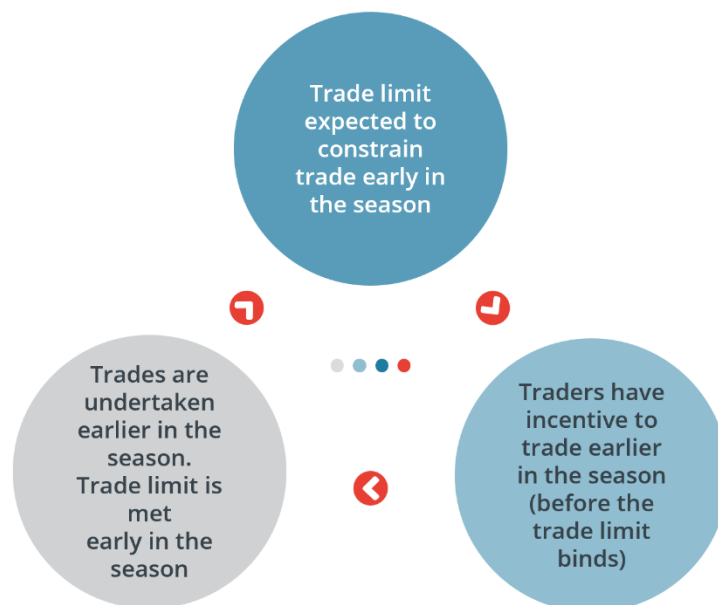 Trade limit
expected to
constrain
trade early in
the season
Traders have
incentive to
trade earlier
in the season
(before the
trade limit
binds)
Trades are
undertaken
earlier in the
season.
Trade limit is
met
early in the
season